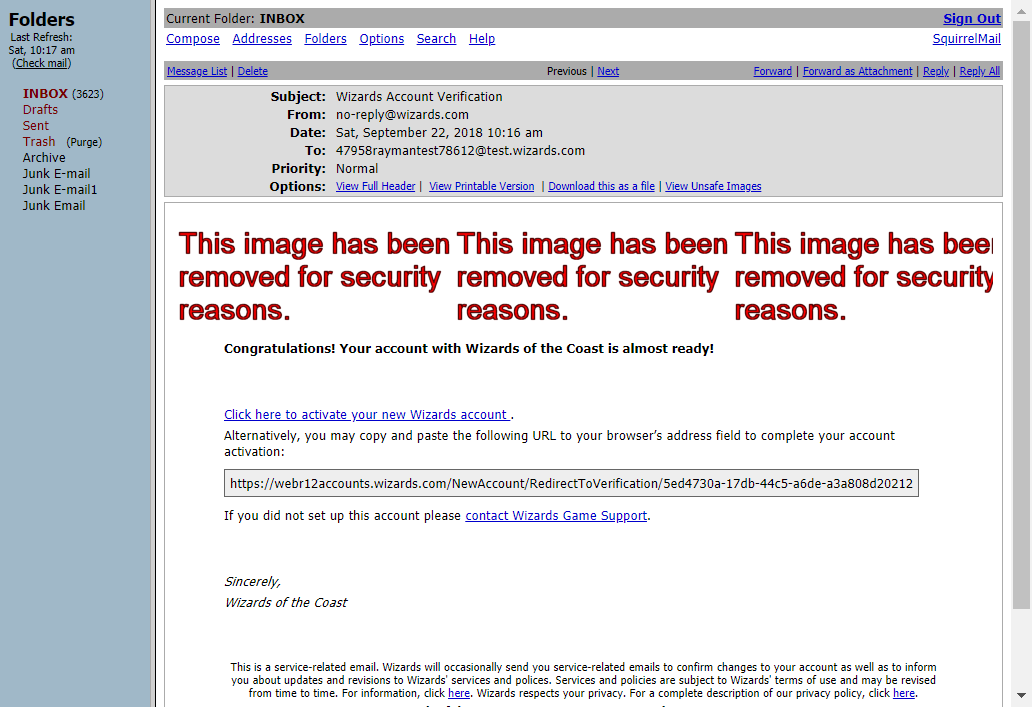 Folders
Last Refresh:
Sat, 10:17 am
(Check mail)
INBOX (3623)
Drafts
Sent
Trash (Purge)
Archive
Junk E-mail
Junk E-mail1
Junk Email
Current Folder: INBOX Sign Out
Compose Addresses Folders Options Search Help SquirrelMail
Message List | Delete Previous | Next Forward | Forward as Attachment | Reply | Reply All
Subject: Wizards Account Verification
From: no-reply@wizards.com
Date: Sat, September 22, 2018 10:16 am
To: 47958raymantest78612@test.wizards.com
Priority: Normal
Options: View Full Header | View Printable Version | Download this as a file | View Unsafe Images
This image has been This image has been This image has been
removed for security removed for security removed for security
reasons. reasons. reasons.
Congratulations! Your account with Wizards of the Coast is almost ready!
Click here to activate your new Wizards account .
Alternatively, you may copy and paste the following URL to your browser's address field to complete your account
activation:
https://webr12accounts.wizards.com/NewAccount/RedirectToVerification/5ed4730a-17db-44c5-a6de-a3a808d20212
If you did not set up this account please contact Wizards Game Support.
Sincerely,
Wizards of the Coast
This is a service-related email. Wizards will occasionally send you service-related emails to confirm changes to your account as well as to inform
you about updates and revisions to Wizards' services and polices. Services and policies are subject to Wizards' terms of use and may be revised
from time to time. For information, click here. Wizards respects your privacy. For a complete description of our privacy policy, click here.